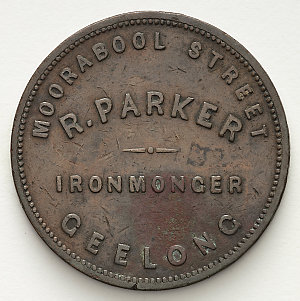 MOORABOOL STREET
R. PARKER
IRONMONGER
GEELONG